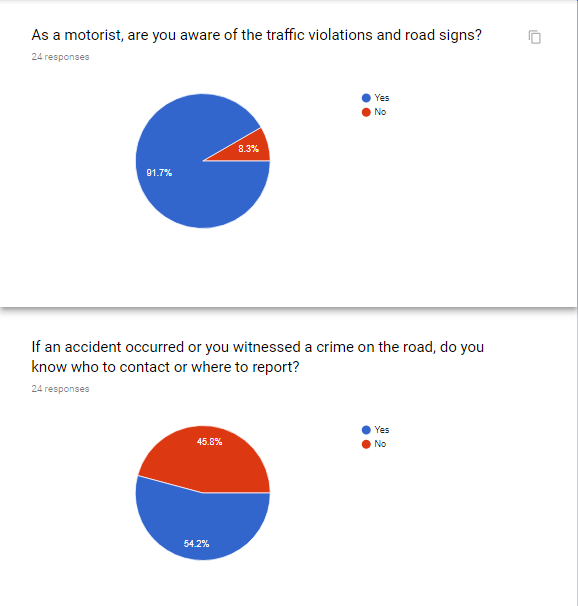 As a motorist, are you aware of the traffic violations and road signs?
24 responses
Yes
No
8.3%
91.7%
If an accident occurred or you witnessed a crime on the road, do you
know who to contact or where to report?
24 responses
Yes
No
45.8%
54.2%